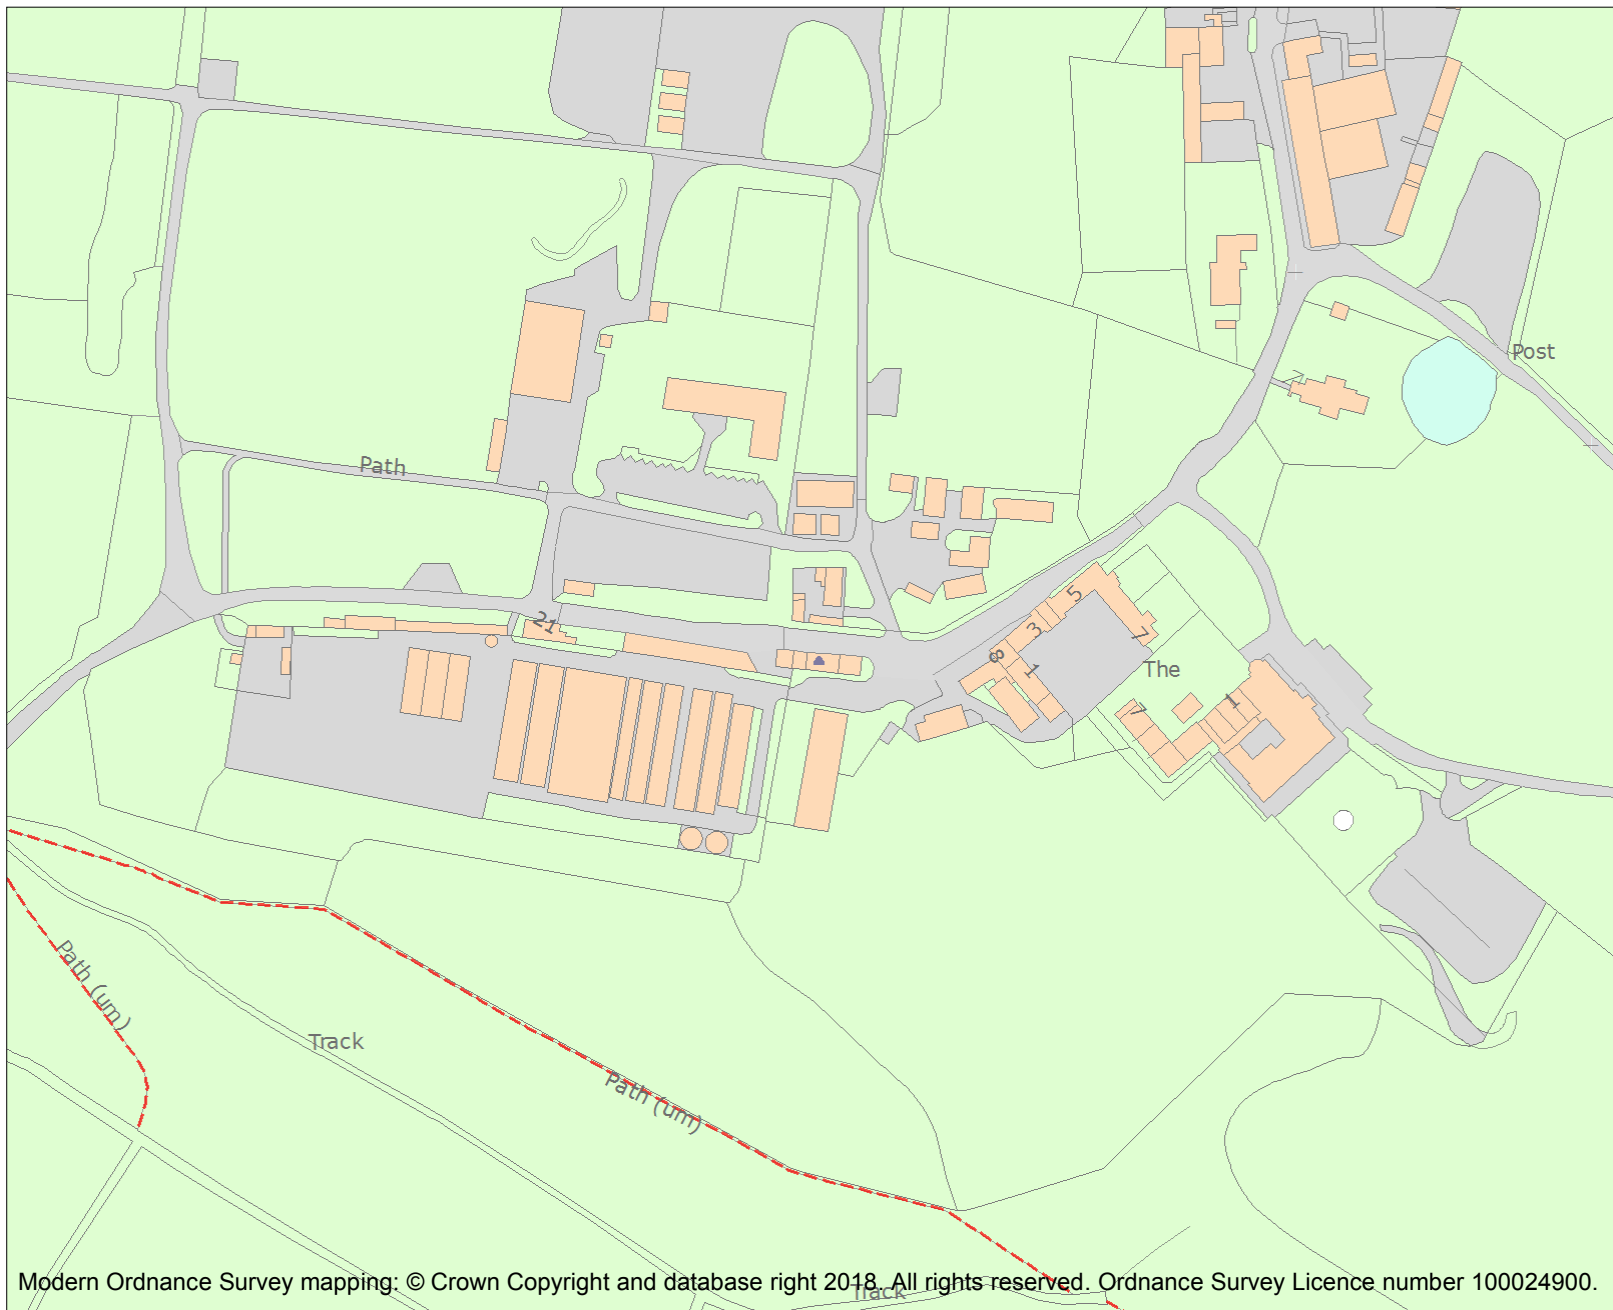 Post
7
Path
5
21
3
7
8
1
The
1
7
Path (um)
Track
Path (um)
Track
Modern Ordnance Survey mapping: © Crown Copyright and database right 2018. All rights reserved. Ordnance Survey Licence number 100024900.